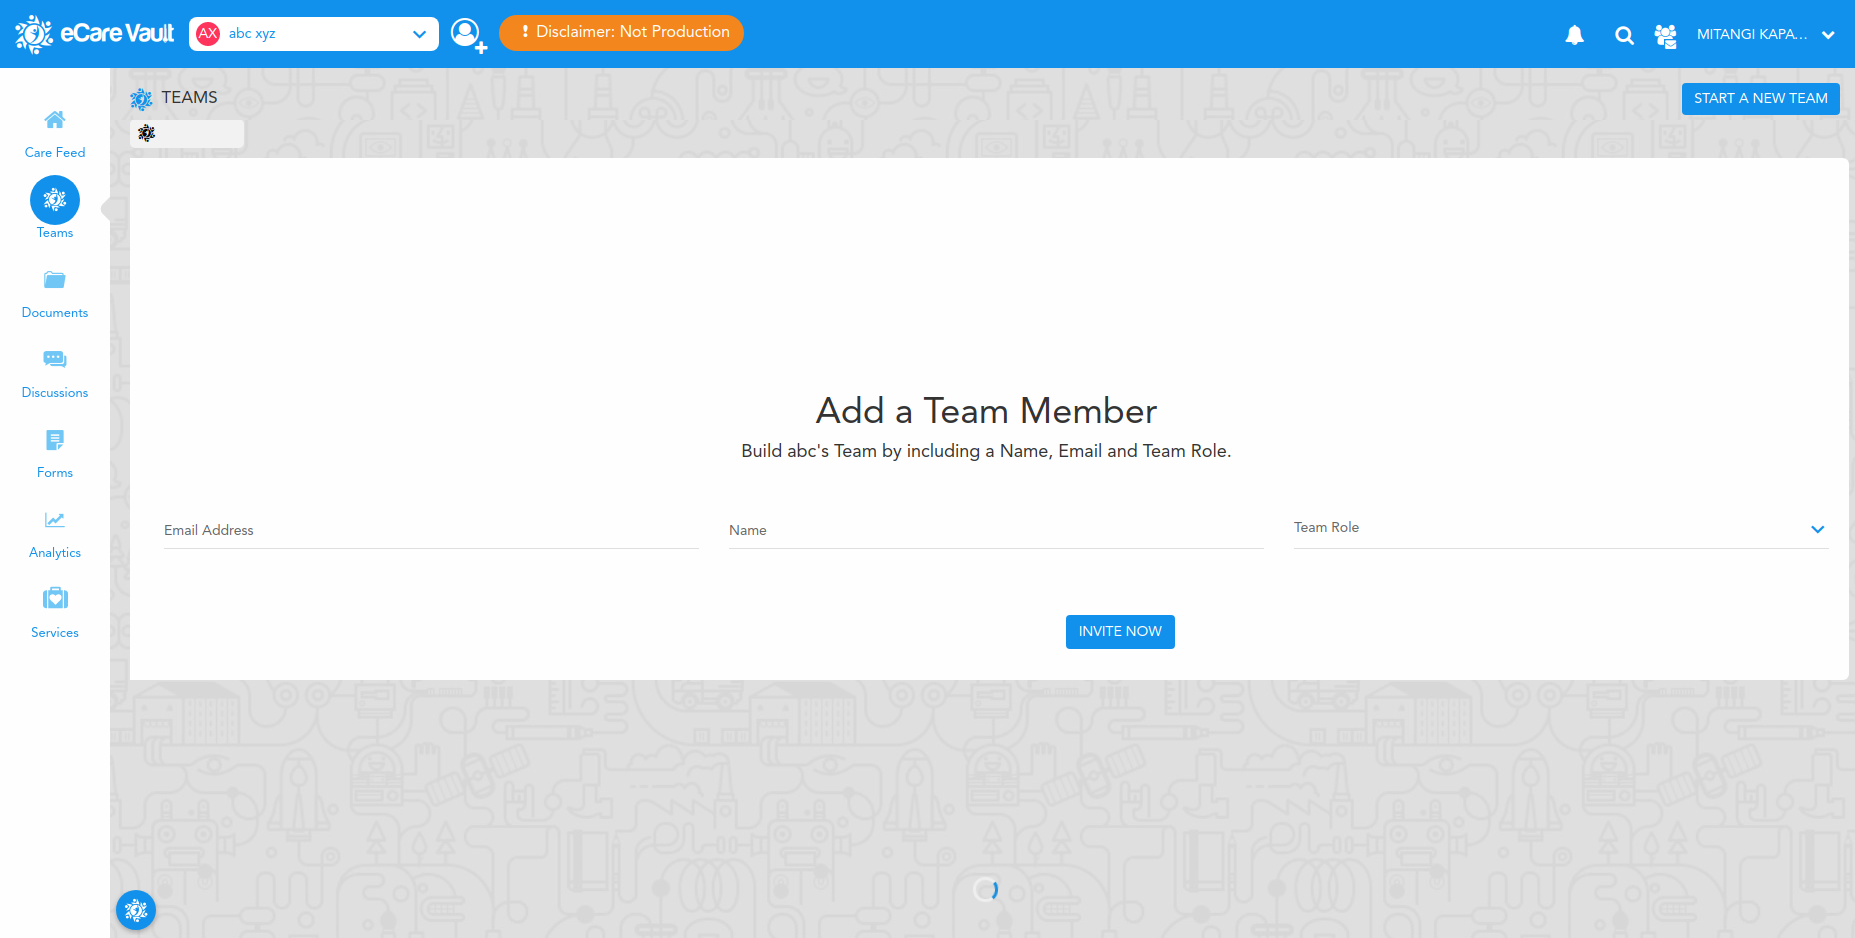 eCare Vault
AX abc xyz
! Disclaimer: Not Production
MITANGI KAPA...
TEAMS
START A NEW TEAM
Care Feed
Teams
Documents
Discussions
Forms
Analytics
Services
Add a Team Member
Build abc's Team by including a Name, Email and Team Role.
Email Address
Name
Team Role
INVITE NOW